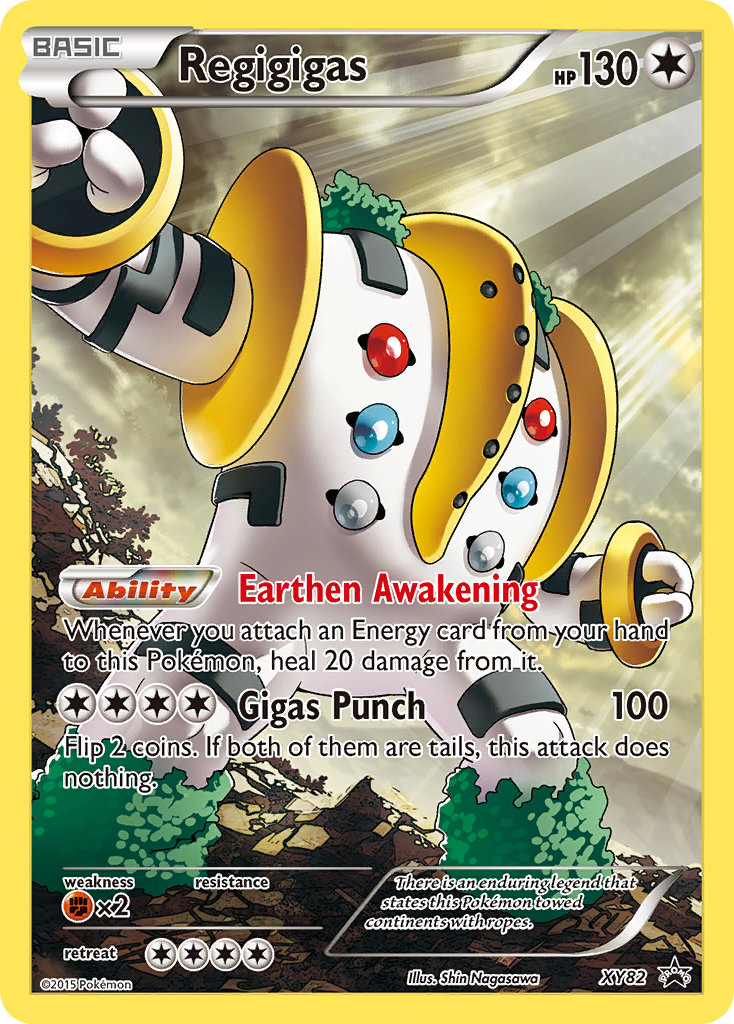 BASIC
Regigigas
HP130
Ability Earthen Awakening
Whenever you attach an Energy card from your hand
to this Pokémon, heal 20 damage from it.
Gigas Punch 100
Flip 2 coins. If both of them are tails, this attack does
nothing.
weakness resistance
×2
There is an enduring legend that
states this Pokémon towed
continents with ropes.
retreat
©2015 Pokémon
Illus. Shin Nagasawa
XY82
PROMO